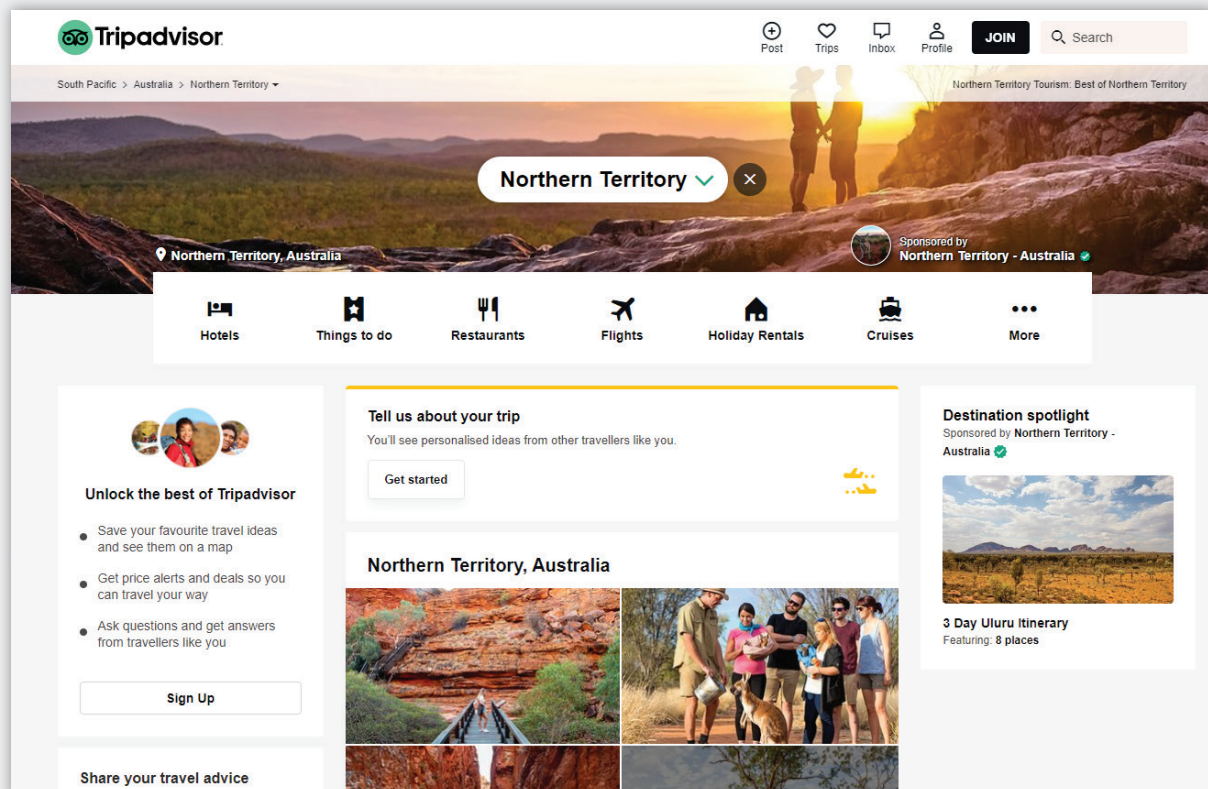 Tripadvisor
Post
Trips
Inbox
Profile
JOIN
Search
South Pacific > Australia > Northern Territory
Northern Territory Tourism: Best of Northern Territory
Northern Territory
Northern Territory, Australia
Sponsored by
Northern Territory - Australia
Hotels
Things to do
Restaurants
Flights
Holiday Rentals
Cruises
More
Unlock the best of Tripadvisor
Save your favourite travel ideas
and see them on a map
Get price alerts and deals so you
can travel your way
Ask questions and get answers
from travellers like you
Sign Up
Share your travel advice
Tell us about your trip
You'll see personalised ideas from other travellers like you.
Get started
Northern Territory, Australia
Destination spotlight
Sponsored by Northern Territory -
Australia
3 Day Uluru Itinerary
Featuring: 8 places